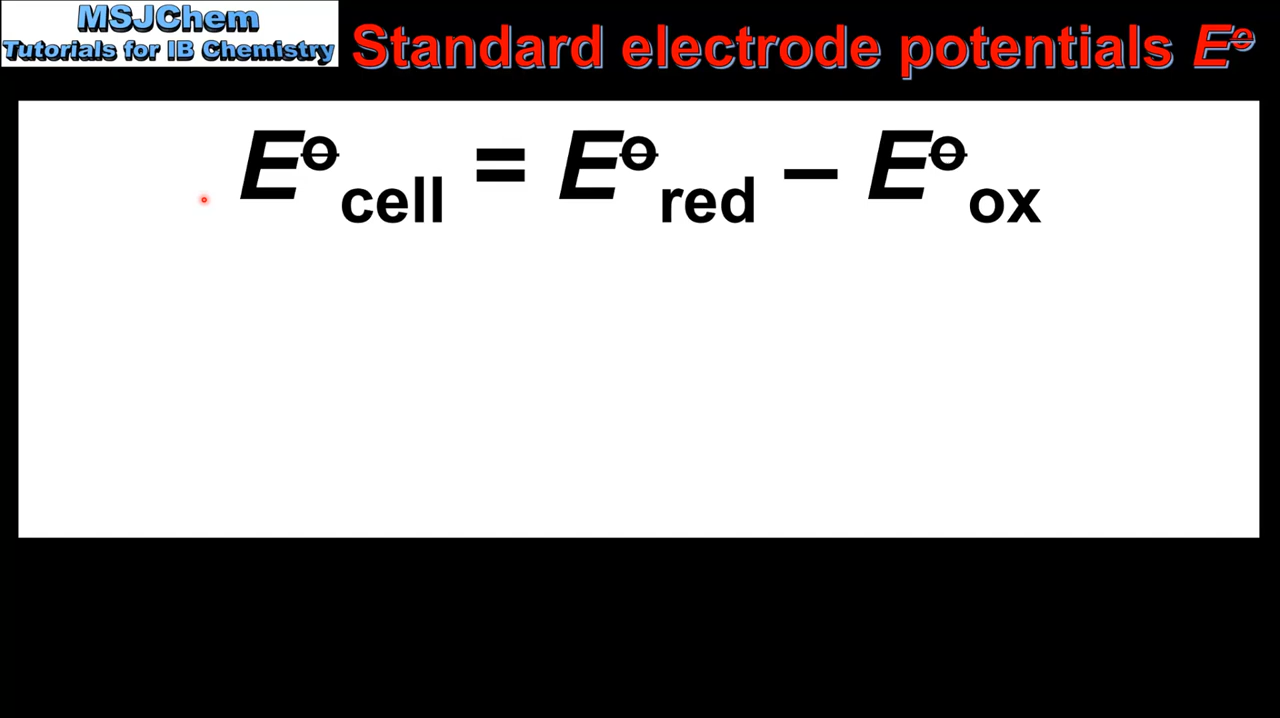 MSJChem
Tutorials for IB Chemistry
Standard electrode potentials E⊖
E⊖cell = E⊖red – E⊖ox